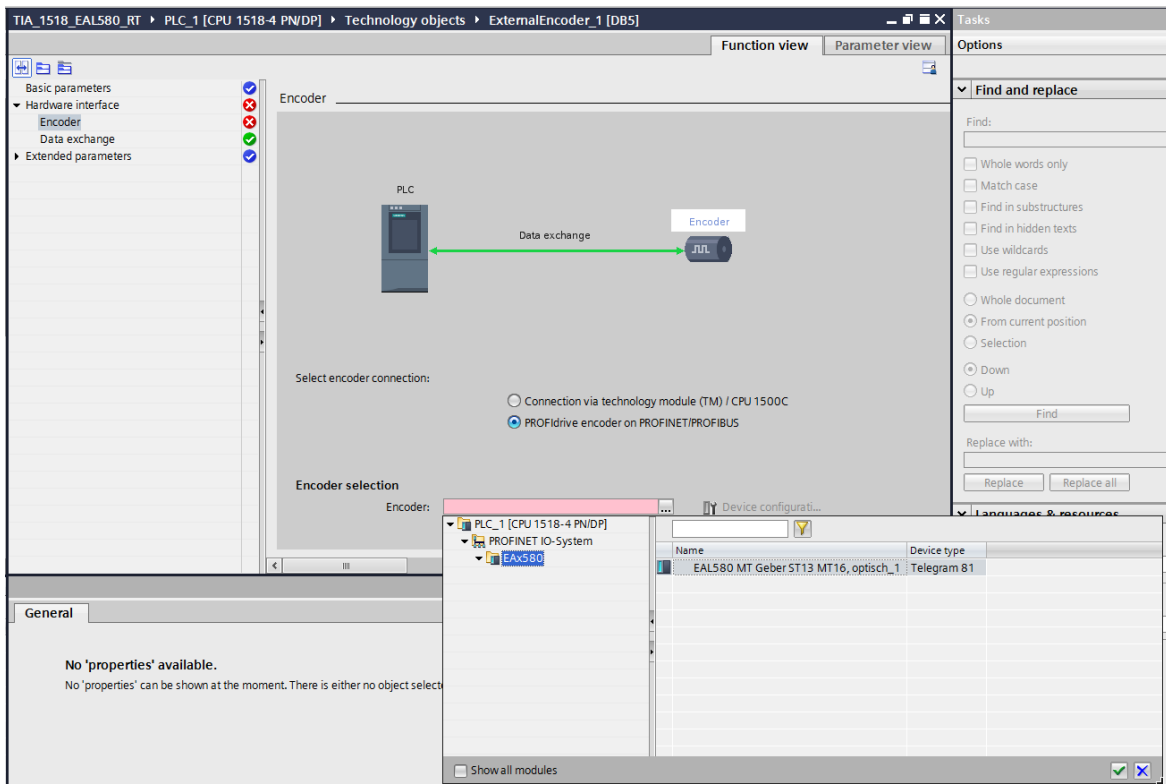 TIA_1518_EAL580_RT ▸ PLC_1 [CPU 1518-4 PN/DP] ▸ Technology objects ▸ ExternalEncoder_1 [DB5]
Tasks
Function view
Parameter view
Options
Basic parameters
Hardware interface
Encoder
Data exchange
Extended parameters
Encoder
PLC
Data exchange
Encoder
Select encoder connection:
Connection via technology module (TM) / CPU 1500C
PROFIdrive encoder on PROFINET/PROFIBUS
Encoder selection
Encoder:
...
Device configurati...
PLC_1 [CPU 1518-4 PN/DP]
PROFINET IO-System
EAx580
Name
Device type
EAL580 MT Geber ST13 MT16, optisch_1
Telegram 81
Show all modules
Find and replace
Find:
Whole words only
Match case
Find in substructures
Find in hidden texts
Use wildcards
Use regular expressions
Whole document
From current position
Selection
Down
Up
Find
Replace with:
Replace
Replace all
Languages & resources
General
No 'properties' available.
No 'properties' can be shown at the moment. There is either no object selecte